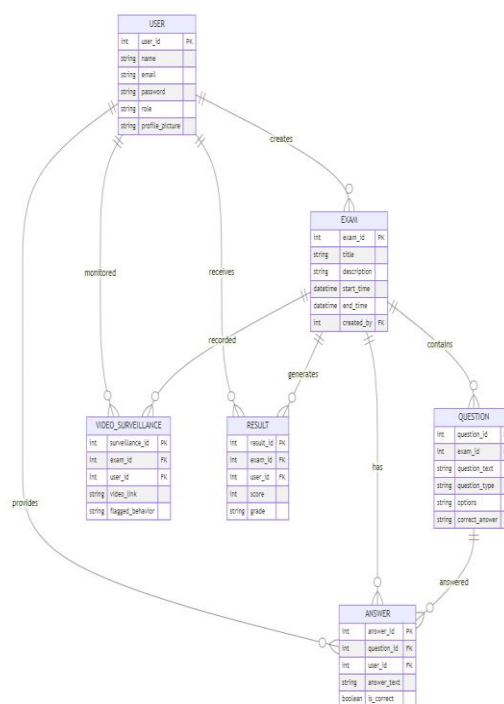 USER
int user_id PK
string name
string email
string password
string role
string profile_picture
creates
EXAM
int exam_id PK
string title
string description
datetime start_time
datetime end_time
int created_by FK
monitored
receives
recorded
generates
contains
VIDEO_SURVEILLANCE
int surveillance_id PK
int exam_id FK
int user_id FK
string video_link
string flagged_behavior
RESULT
int result_id PK
int exam_id FK
int user_id FK
int score
string grade
QUESTION
int question_id
int exam_id
string question_text
string question_type
string options
string correct_answer
has
provides
answered
ANSWER
int answer_id PK
int question_id FK
int user_id FK
string answer_text
boolean is_correct